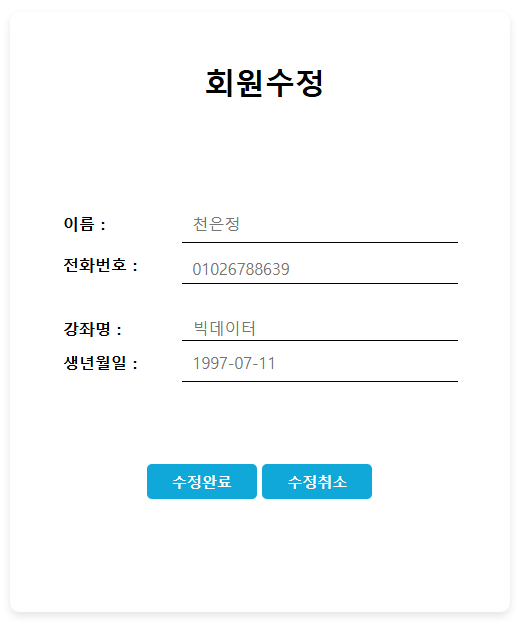 회원수정
이름 : 천은정
전화번호 : 01026788639
강좌명 : 빅데이터
생년월일 : 1997-07-11
수정완료 수정취소